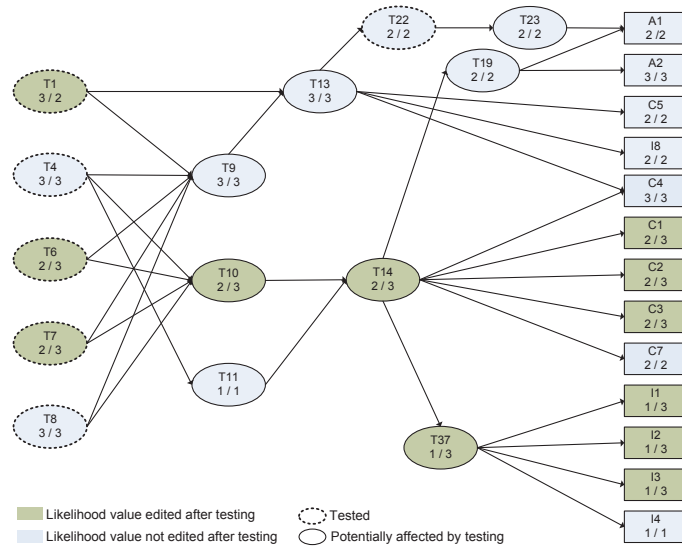 T22
2 / 2
T23
2 / 2
A1
2 /2
T19
2 / 2
A2
3 / 3
T1
3 / 2
T13
3 / 3
C5
2 / 2
I8
2 / 2
T4
3 / 3
T9
3 / 3
C4
3 / 3
T6
2 / 3
C1
2 / 3
T10
2 / 3
T14
2 / 3
C2
2 / 3
C3
2 / 3
T7
2 / 3
C7
2 / 2
T11
1 / 1
I1
1 / 3
T8
3 / 3
T37
1 / 3
I2
1 / 3
I3
1 / 3
I4
1 / 1
Likelihood value edited after testing
Tested
Likelihood value not edited after testing
Potentially affected by testing